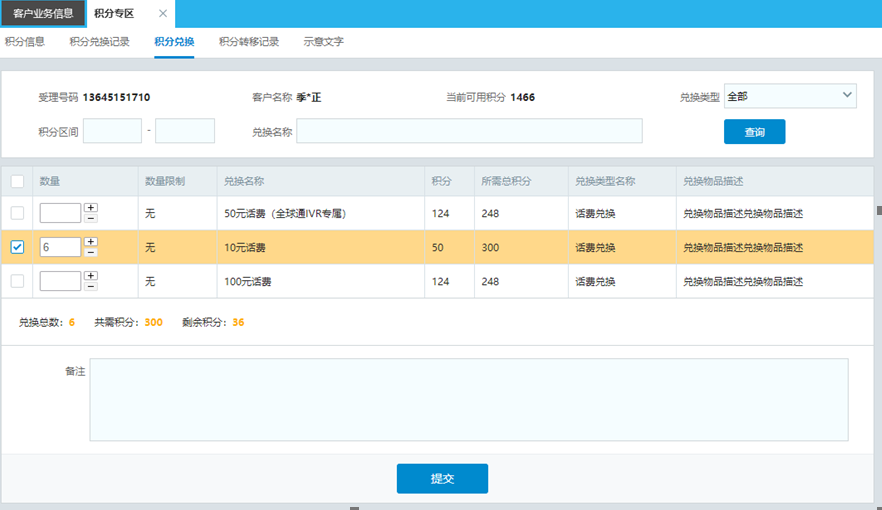 客户业务信息 积分专区
积分信息 积分兑换记录 积分兑换 积分转移记录 示意文字
受理号码 13645151710 客户名称 季*正 当前可用积分 1466 兑换类型 全部
积分区间 - 兑换名称 查询
数量 数量限制 兑换名称 积分 所需总积分 兑换类型名称 兑换物品描述
无 50元话费（全球通IVR专属） 124 248 话费兑换 兑换物品描述兑换物品描述
6 无 10元话费 50 300 话费兑换 兑换物品描述兑换物品描述
无 100元话费 124 248 话费兑换 兑换物品描述兑换物品描述
兑换总数：6 共需积分：300 剩余积分：36
备注
提交